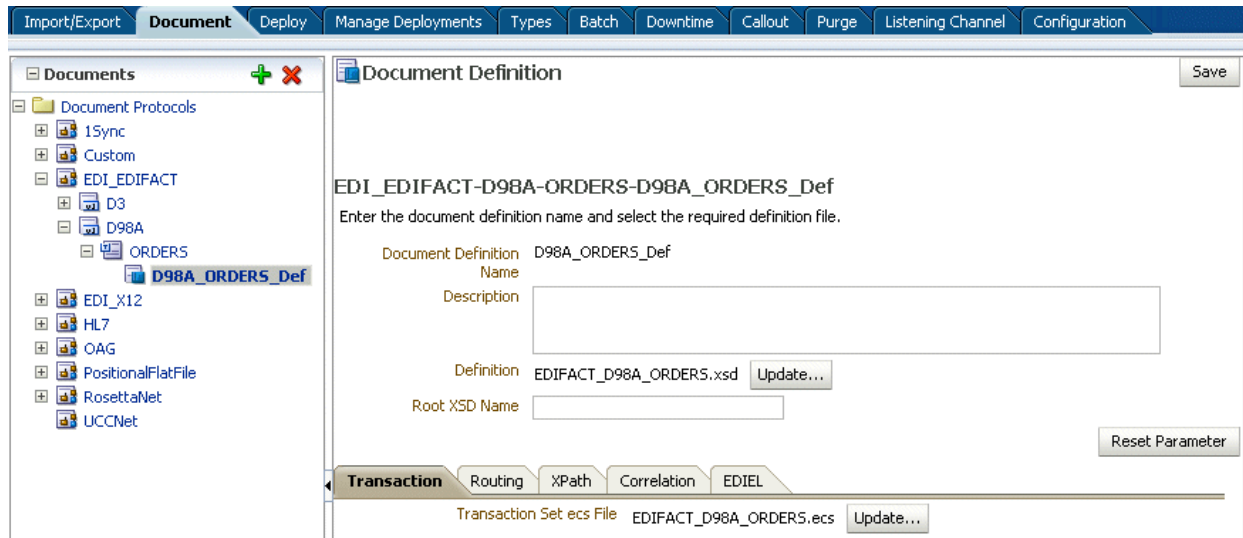 Import/Export Document Deploy Manage Deployments Types Batch Downtime Callout Purge Listening Channel Configuration
Documents
Document Protocols
1Sync
Custom
EDI_EDIFACT
D3
D98A
ORDERS
D98A_ORDERS_Def
EDI_X12
HL7
OAG
PositionalFlatFile
RosettaNet
UCCNet
Document Definition
Save
EDI_EDIFACT-D98A-ORDERS-D98A_ORDERS_Def
Enter the document definition name and select the required definition file.
Document Definition D98A_ORDERS_Def
Name
Description
Definition EDIFACT_D98A_ORDERS.xsd Update...
Root XSD Name
Reset Parameter
Transaction Routing XPath Correlation EDIEL
Transaction Set ecs File EDIFACT_D98A_ORDERS.ecs Update...